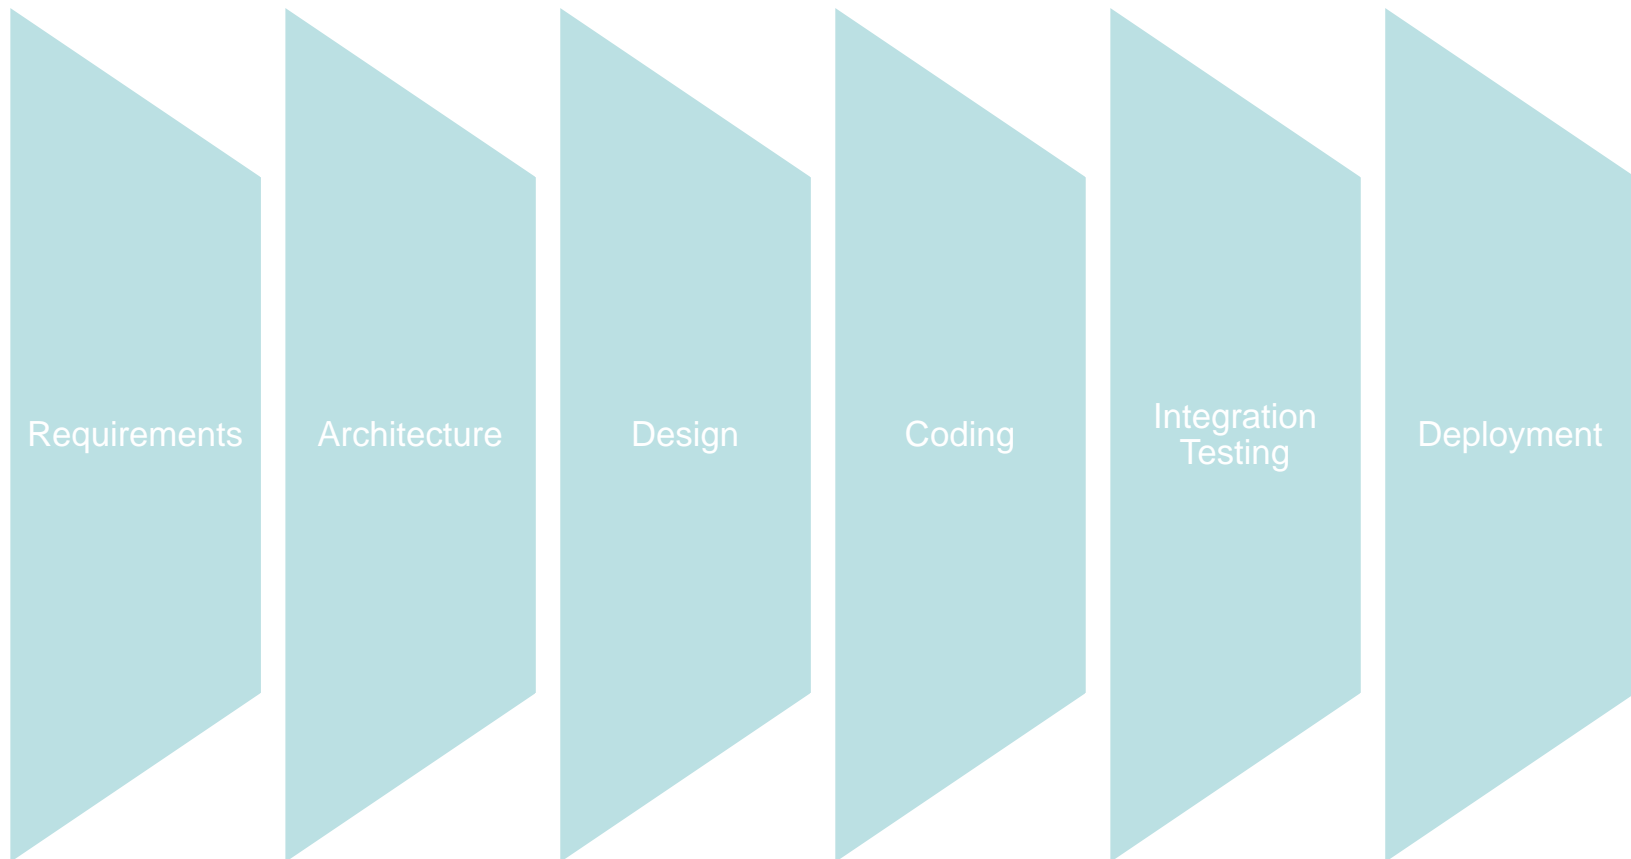 Requirements
Architecture
Design
Coding
Integration
Testing
Deployment